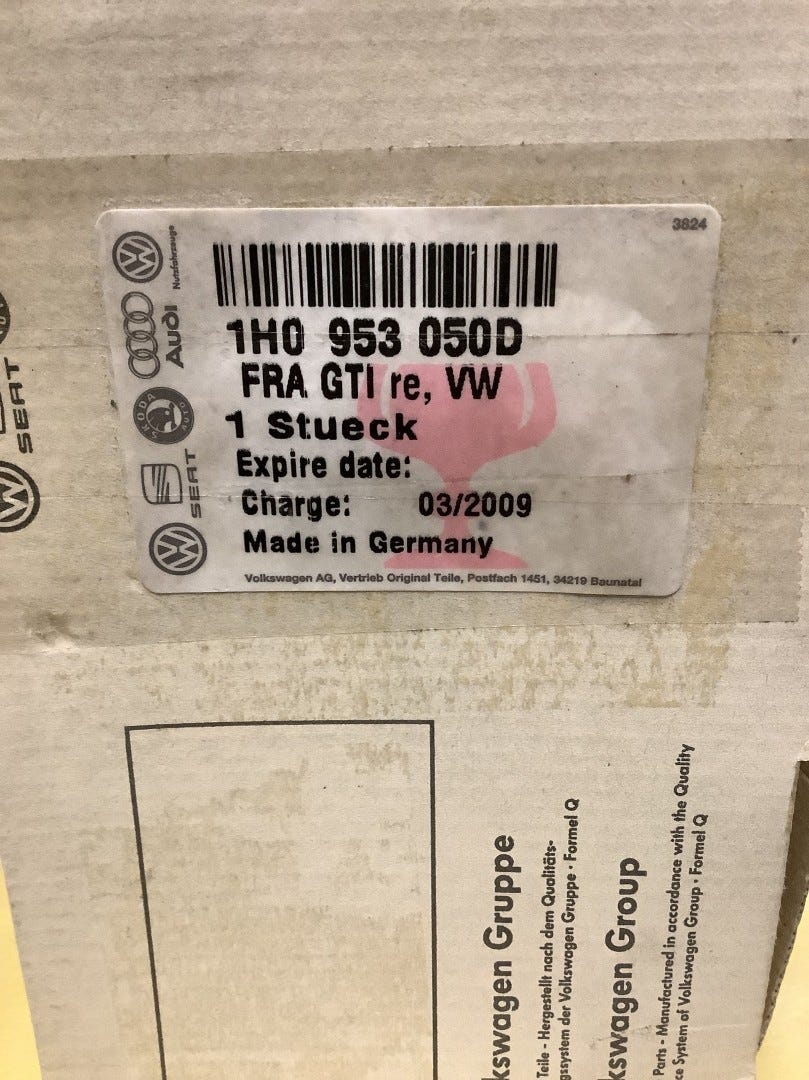 3824
Nutzfahrzeuge
Audi
SKODA
AUTO
SEAT
1H0 953 050D
FRA GTI re, VW
1 Stueck
Expire date:
Charge: 03/2009
Made in Germany
Volkswagen AG, Vertrieb Original Teile, Postfach 1451, 34219 Baunatal
SEAT
kswagen Gruppe
Teile - Hergestellt nach dem Qualitäts-
gssystem der Volkswagen Gruppe • Formel Q
kswagen Group
Parts - Manufactured in accordance with the Quality
ce System of Volkswagen Group • Formel Q